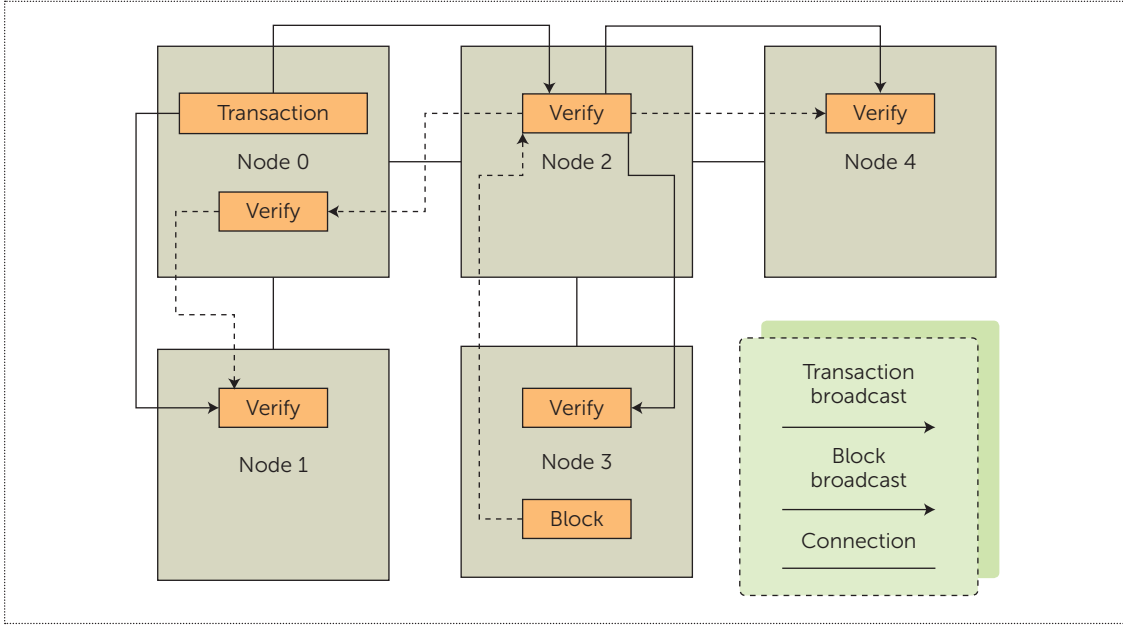 Transaction
Verify
Verify
Node 0
Node 2
Node 4
Verify
Verify
Verify
Node 1
Node 3
Block
Transaction
broadcast
Block
broadcast
Connection